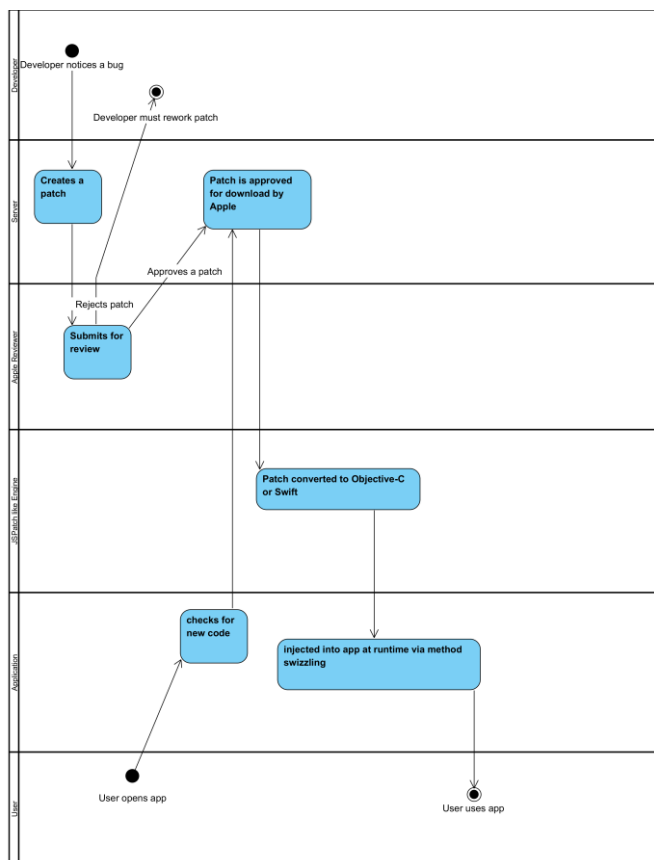 Developer
Developer notices a bug
Developer must rework patch
Server
Creates a
patch
Patch is approved
for download by
Apple
Approves a patch
Rejects patch
Apple Reviewer
Submits for
review
JSPatch like Engine
Patch converted to Objective-C
or Swift
Application
checks for
new code
injected into app at runtime via method
swizzling
User
User opens app
User uses app